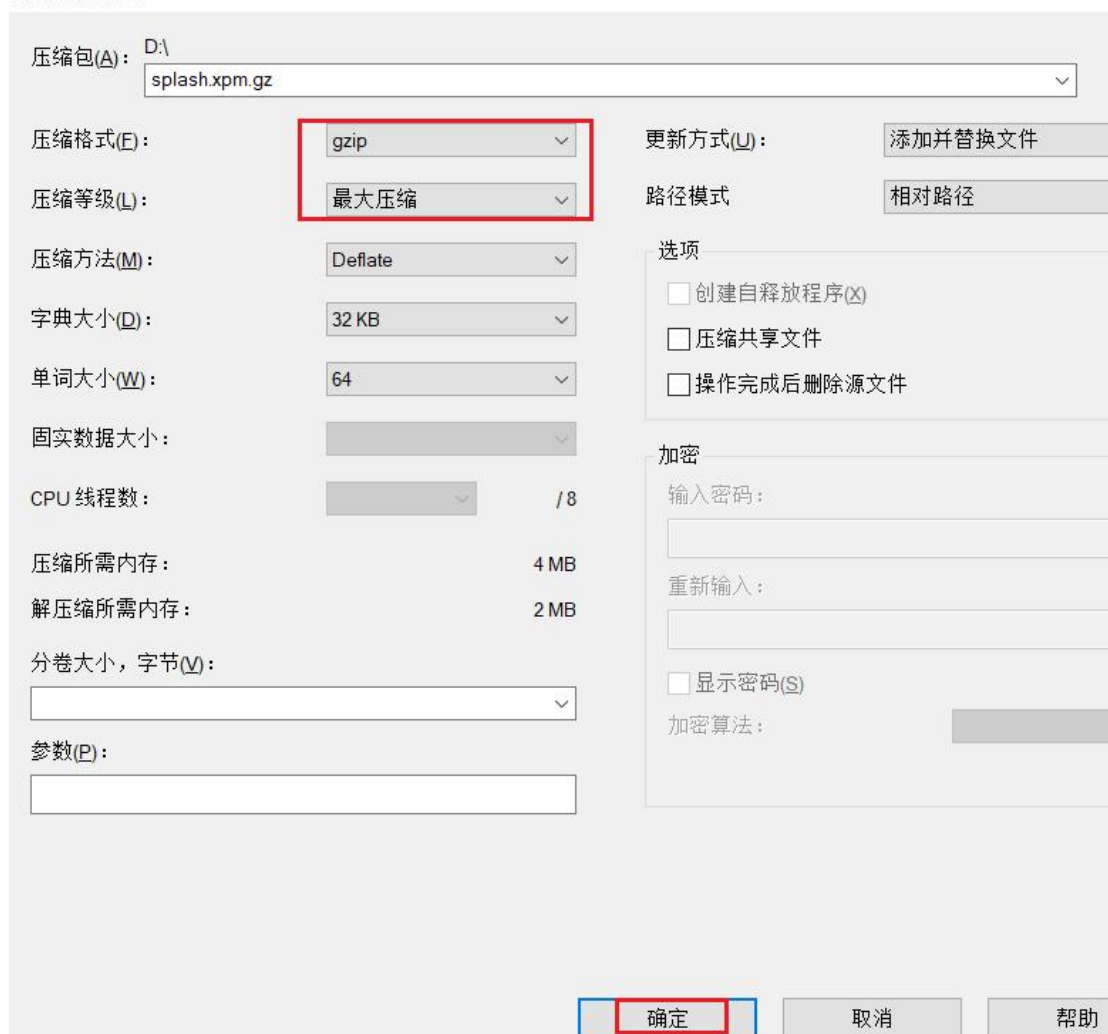 压缩包(A)： D:\
splash.xpm.gz
压缩格式(F)： gzip
压缩等级(L)： 最大压缩
压缩方法(M)： Deflate
字典大小(D)： 32 KB
单词大小(W)： 64
固实数据大小：
CPU 线程数： / 8
压缩所需内存： 4 MB
解压缩所需内存： 2 MB
分卷大小，字节(V)：
参数(P)：
更新方式(U)： 添加并替换文件
路径模式 相对路径
选项
创建自释放程序(X)
压缩共享文件
操作完成后删除源文件
加密
输入密码：
重新输入：
显示密码(S)
加密算法：
确定 取消 帮助